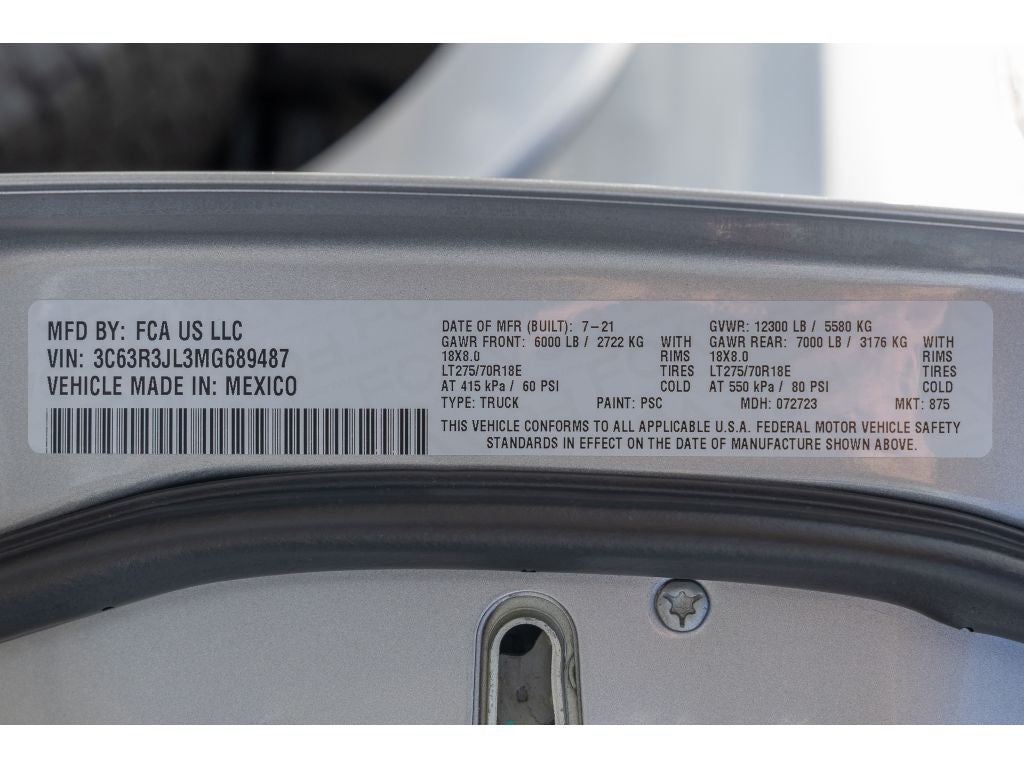 MFD BY: FCA US LLC
VIN: 3C63R3JL3MG689487
VEHICLE MADE IN: MEXICO
DATE OF MFR (BUILT): 7-21
GAWR FRONT: 6000 LB / 2722 KG WITH
18X8.0 RIMS
LT275/70R18E TIRES
AT 415 kPa / 60 PSI COLD
GVWR: 12300 LB / 5580 KG
GAWR REAR: 7000 LB / 3176 KG WITH
18X8.0 RIMS
LT275/70R18E TIRES
AT 550 kPa / 80 PSI COLD
TYPE: TRUCK PAINT: PSC MDH: 072723 MKT: 875
THIS VEHICLE CONFORMS TO ALL APPLICABLE U.S.A. FEDERAL MOTOR VEHICLE SAFETY
STANDARDS IN EFFECT ON THE DATE OF MANUFACTURE SHOWN ABOVE.